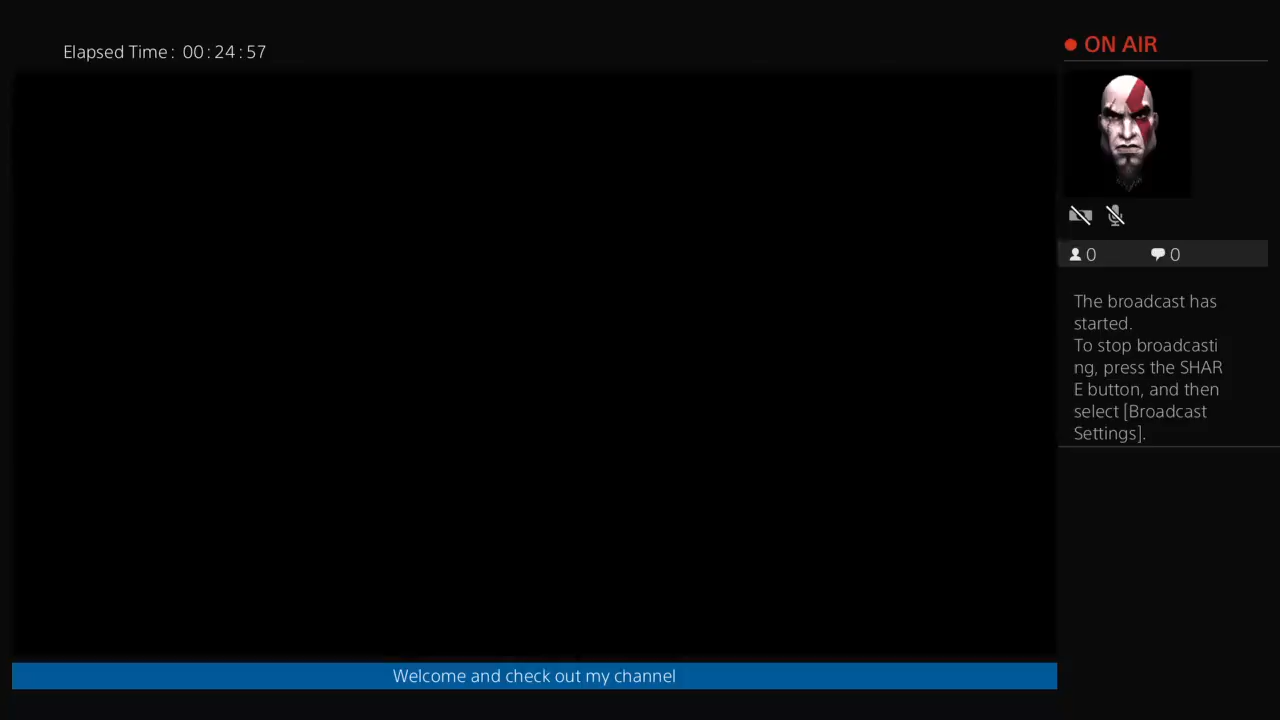 Elapsed Time: 00:24:57
ON AIR
0
0
The broadcast has
started.
To stop broadcasti
ng, press the SHAR
E button, and then
select [Broadcast
Settings].
Welcome and check out my channel